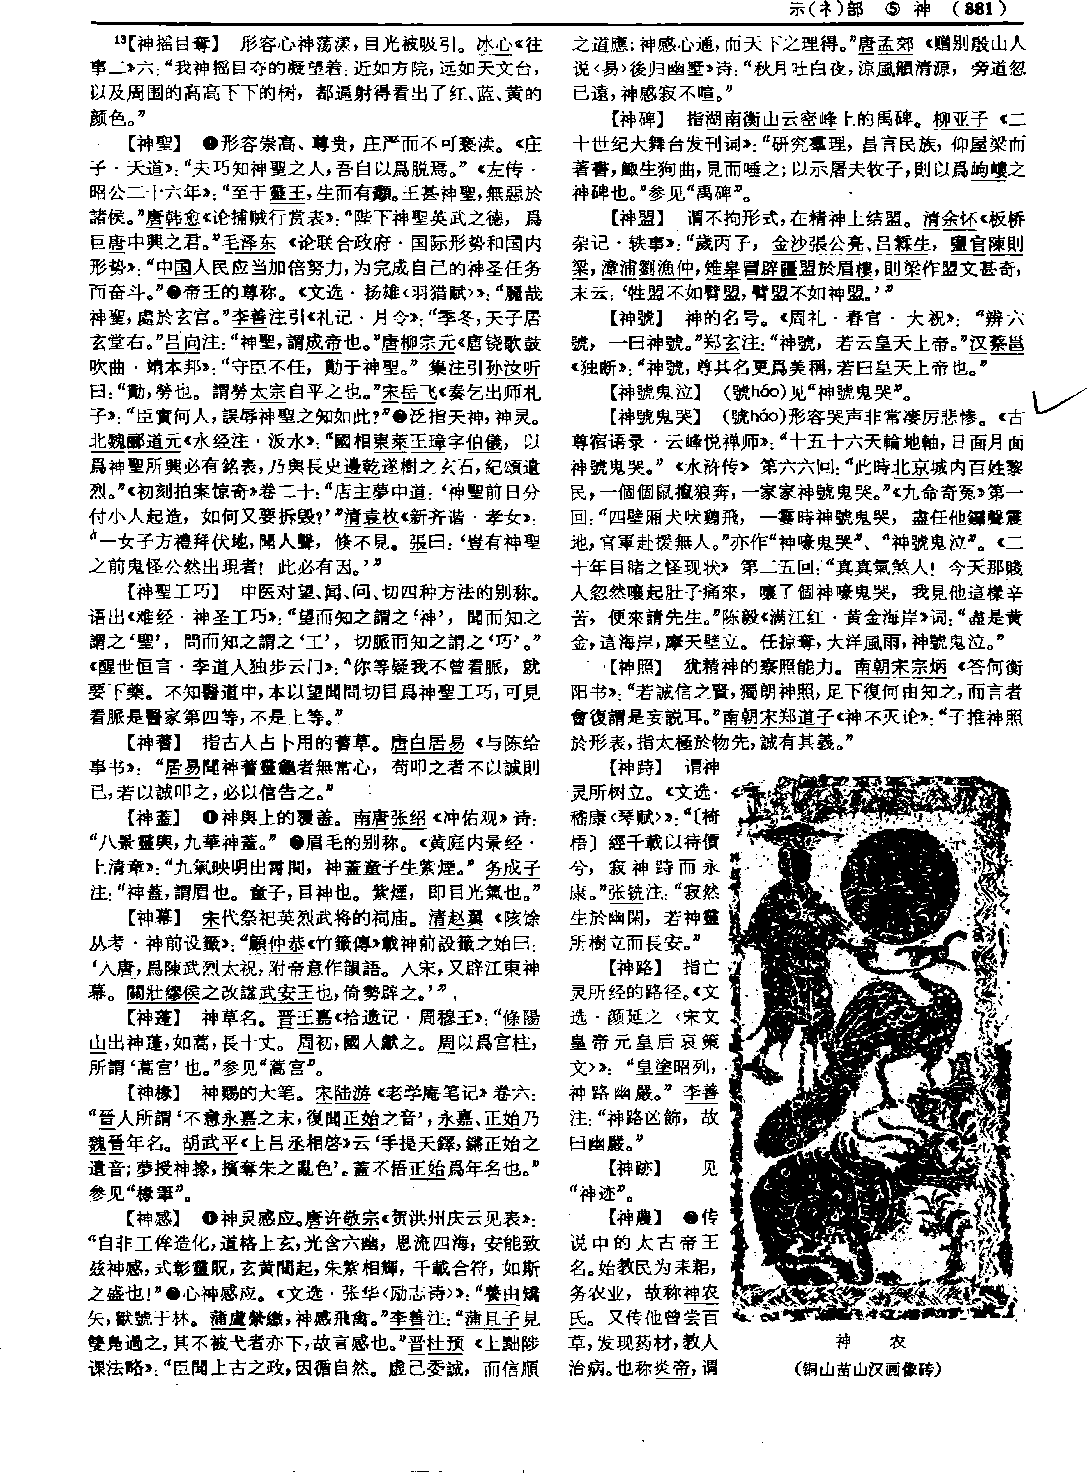 示(礻)部 ⑤ 神 (881)
¹³【神摇目奪】 形容心神荡漾,目光被吸引。冰心《往
事二》六:“我神摇目夺的凝望着:近如方院,远如天文台,
以及周围的高高下下的树, 都逼射得看出了红、蓝、黄的
颜色。”
【神聖】 ❶形容崇高、尊贵,庄严而不可亵渎。《庄
子·天道》:“夫巧知神聖之人,吾自以爲脱焉。”《左传·
昭公二十六年》:“至于靈王,生而有頿。王甚神聖,無惡於
諸侯。”唐韩愈《论捕贼行赏表》:“陛下神聖英武之德, 爲
巨唐中興之君。”毛泽东 《论联合政府·国际形势和国内
形势》:“中国人民应当加倍努力,为完成自己的神圣任务
而奋斗。”❷帝王的尊称。《文选·扬雄〈羽猎赋〉》:“麗哉
神聖,處於玄宫。”李善注引《礼记·月令》:“季冬,天子居
玄堂右。”吕向注:“神聖,謂成帝也。”唐柳宗元《唐铙歌鼓
吹曲·靖本邦》:“守臣不任, 勩于神聖。” 集注引孙汝听
曰:“勩,勞也。謂勞太宗自平之也。”宋岳飞《奏乞出师札
子》:“臣實何人,誤辱神聖之知如此?”❸泛指天神,神灵。
北魏郦道元《水经注·泒水》:“國相東萊王璋字伯儀, 以
爲神聖所興必有銘表,乃與長史邊乾遂樹之玄石,紀頌遺
烈。”《初刻拍案惊奇》卷二十:“店主夢中道:‘神聖前日分
付小人起造, 如何又要拆毁?’”清袁枚《新齐谐·孝女》:
“一女子方禮拜伏地,聞人聲, 倏不見。張曰:‘豈有神聖
之前鬼怪公然出現者! 此必有因。’”
【神聖工巧】 中医对望、闻、问、切四种方法的别称。
语出《难经·神圣工巧》:“望而知之謂之‘神’, 聞而知之
謂之‘聖’, 問而知之謂之‘工’, 切脈而知之謂之‘巧’。”
《醒世恒言·李道人独步云门》:“你等疑我不曾看脈, 就
要下藥。不知醫道中,本以望聞問切目爲神聖工巧,可見
看脈是醫家第四等,不是上等。”
【神蓍】 指古人占卜用的蓍草。唐白居易 《与陈给
事书》: “居易聞神蓍靈龜者無常心, 苟叩之者不以誠則
已,若以誠叩之,必以信告之。”
【神蓋】 ❶神輿上的覆盖。南唐张绍 《冲佑观》 诗:
“八景靈輿,九華神蓋。” ❷眉毛的别称。《黄庭内景经·
上清章》:“九氣映明出霄間, 神蓋童子生紫煙。” 务成子
注:“神蓋,謂眉也。童子,目神也。紫煙, 即目光氣也。”
【神幕】 宋代祭祀英烈武将的祠庙。清赵翼 《陔馀
丛考·神前设籤》:“顧仲恭《竹籤傳》載神前設籤之始曰:
‘入唐,爲陳武烈太祝,附帝意作韻語。入宋,又辟江東神
幕。關壯繆侯之改諡武安王也,倚勢辟之。’”
【神蓬】 神草名。晋王嘉《拾遗记·周穆王》:“條陽
山出神蓬,如蒿,長十丈。周初,國人獻之。周以爲宫柱,
所謂‘蒿宫’也。”参见“蒿宫”。
【神椽】 神赐的大笔。宋陆游 《老学庵笔记》卷六:
“晉人所謂‘不意永嘉之末,復聞正始之音’;永嘉、正始乃
魏晉年名。胡武平《上吕丞相啓》云‘手提天鐸,鏘正始之
遺音;夢授神椽,擯奪朱之亂色’。蓋不悟正始爲年名也。”
参见“椽筆”。
【神感】 ❶神灵感应。唐许敬宗《贺洪州庆云见表》:
“自非工侔造化,道格上玄,光含六幽, 恩流四海, 安能致
玆神感,式彰靈貺,玄黄間起,朱紫相輝,千載合符,如斯
之盛也!”❷心神感应。《文选·张华〈励志诗〉》:“養由矯
矢,獸號于林。蒲盧縈繳,神感飛禽。”李善注:“蒲且子見
雙鳧過之,其不被弋者亦下,故言感也。”晋杜预 《上黜陟
课法略》:“臣聞上古之政,因循自然。虚己委誠, 而信順
之道應;神感心通,而天下之理得。”唐孟郊 《赠别殷山人
说〈易〉後归幽墅》诗:“秋月吐白夜,涼風韻清源, 旁道忽
已遠,神感寂不喧。”
【神碑】 指湖南衡山云密峰上的禹碑。柳亚子 《二
十世纪大舞台发刊词》:“研究羣理, 昌言民族, 仰屋梁而
著書,鯫生狗曲,見而唾之;以示屠夫牧子,則以爲岣嶁之
神碑也。”参见“禹碑”。
【神盟】 谓不拘形式,在精神上结盟。清余怀《板桥
杂记·轶事》:“歲丙子, 金沙張公亮、吕霖生, 鹽官陳則
梁,漳浦劉漁仲,雉皋冒辟疆盟於眉樓,則梁作盟文甚奇,
末云:‘牲盟不如臂盟,臂盟不如神盟。’”
【神號】 神的名号。《周礼·春官·大祝》: “辨六
號, 一曰神號。”郑玄注:“神號, 若云皇天上帝。”汉蔡邕
《独断》:“神號,尊其名更爲美稱,若曰皇天上帝也。”
【神號鬼泣】 (號háo)见“神號鬼哭”。
【神號鬼哭】 (號háo)形容哭声非常凄厉悲惨。《古
尊宿语录·云峰悦禅师》:“十五十六天輪地軸,日面月面
神號鬼哭。” 《水浒传》 第六六回:“此時北京城内百姓黎
民,一個個鼠攛狼奔,一家家神號鬼哭。”《九命奇冤》第一
回:“四壁厢犬吠鷄飛, 一霎時神號鬼哭, 盡任他鑼聲震
地,官軍赴援無人。”亦作“神嚎鬼哭”、“神號鬼泣”。《二
十年目睹之怪现状》 第二五回:“真真氣煞人! 今天那賤
人忽然嚷起肚子痛來, 嚷了個神嚎鬼哭, 我見他這樣辛
苦, 便來請先生。”陈毅《满江红·黄金海岸》词:“盡是黄
金,這海岸,摩天壁立。任掠奪,大洋風雨,神號鬼泣。”
【神照】 犹精神的察照能力。南朝宋宗炳 《答何衡
阳书》:“若誠信之賢,獨朗神照,足下復何由知之,而言者
會復謂是妄説耳。”南朝宋郑道子《神不灭论》:“子推神照
於形表,指太極於物先,誠有其義。”
【神跱】 谓神
灵所树立。《文选·
嵇康〈琴赋〉》:“〔椅
梧〕經千載以待價
兮, 寂神跱而永
康。”张铣注:“寂然
生於幽閑, 若神靈
所樹立而長安。”
【神路】 指亡
灵所经的路径。《文
选·颜延之 〈宋文
皇帝元皇后哀策
文〉》: “皇塗昭列,
神路幽嚴。” 李善
注:“神路凶飾, 故
曰幽嚴。”
【神跡】 见
“神迹”。
【神農】 ❶传
说中的太古帝王
名。始教民为耒耜,
务农业, 故称神农
氏。 又传他曾尝百
草,发现药材,教人
治病。也称炎帝,谓
神 农
(铜山苗山汉画像砖)